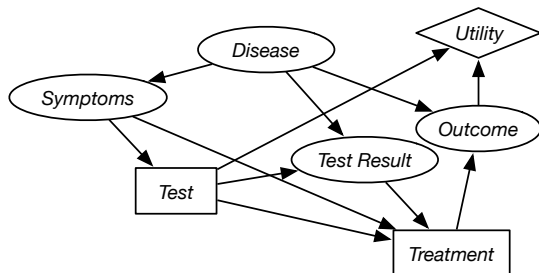 Utility
Disease
Symptoms
Outcome
Test Result
Test
Treatment